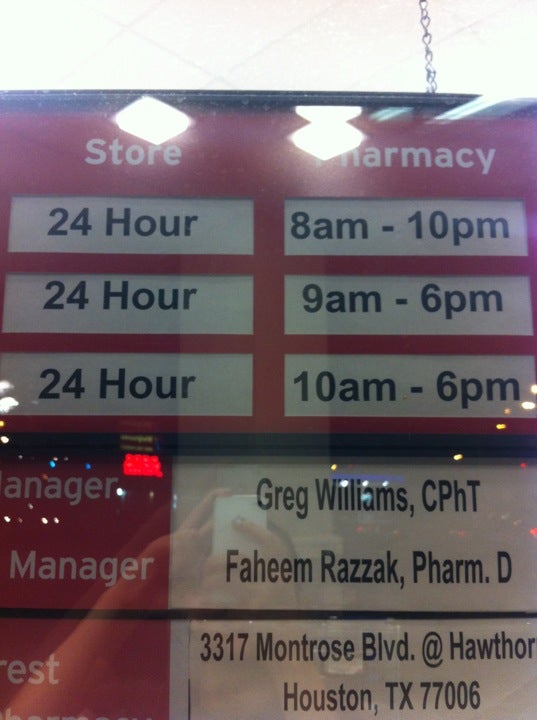 Store Pharmacy
24 Hour 8am - 10pm
24 Hour 9am - 6pm
24 Hour 10am - 6pm
anager Greg Williams, CPhT
Manager Faheem Razzak, Pharm. D
rest 3317 Montrose Blvd. @ Hawthor
Houston, TX 77006